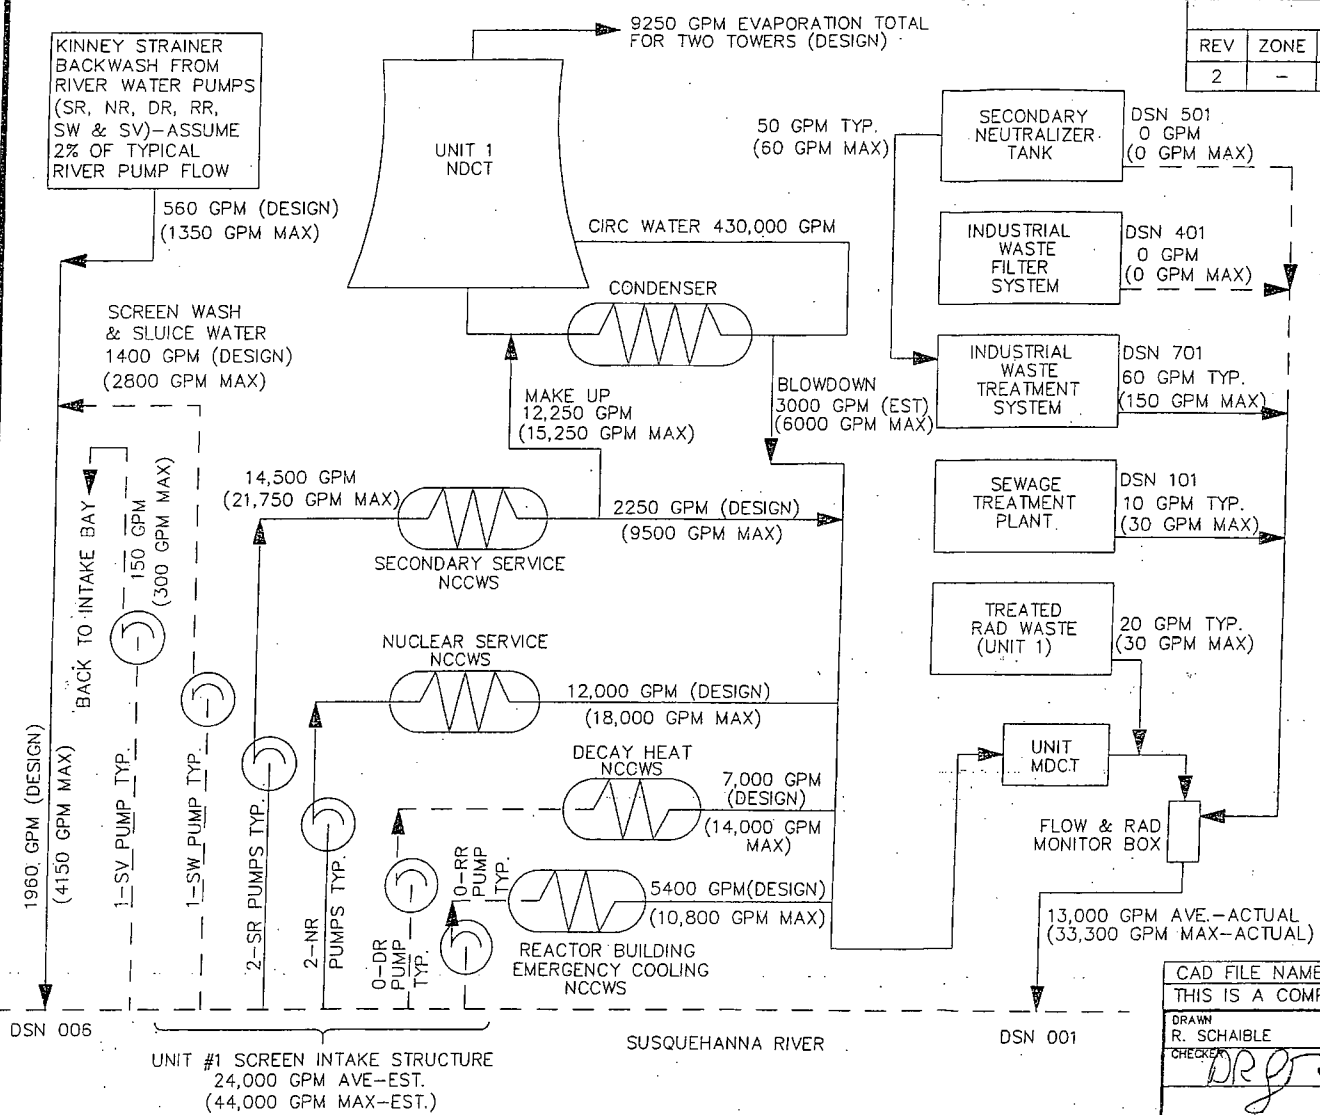 KINNEY STRAINER
BACKWASH FROM
RIVER WATER PUMPS
(SR, NR, DR, RR,
SW & SV)-ASSUME
2% OF TYPICAL
RIVER PUMP FLOW
560 GPM (DESIGN)
(1350 GPM MAX)
SCREEN WASH
& SLUICE WATER
1400 GPM (DESIGN)
(2800 GPM MAX)
9250 GPM EVAPORATION TOTAL
FOR TWO TOWERS (DESIGN)
UNIT 1
NDCT
CIRC WATER 430,000 GPM
CONDENSER
MAKE UP
12,250 GPM
(15,250 GPM MAX)
BLOWDOWN
3000 GPM (EST)
(6000 GPM MAX)
REV ZONE
2 -
50 GPM TYP.
(60 GPM MAX)
SECONDARY
NEUTRALIZER
TANK
DSN 501
0 GPM
(0 GPM MAX)
INDUSTRIAL
WASTE
FILTER
SYSTEM
DSN 401
0 GPM
(0 GPM MAX)
INDUSTRIAL
WASTE
TREATMENT
SYSTEM
DSN 701
60 GPM TYP.
(150 GPM MAX)
SEWAGE
TREATMENT
PLANT
DSN 101
10 GPM TYP.
(30 GPM MAX)
TREATED
RAD WASTE
(UNIT 1)
20 GPM TYP.
(30 GPM MAX)
UNIT
MDCT
FLOW & RAD
MONITOR BOX
13,000 GPM AVE.-ACTUAL
(33,300 GPM MAX-ACTUAL)
BACK TO INTAKE BAY
150 GPM
(300 GPM MAX)
14,500 GPM
(21,750 GPM MAX)
SECONDARY SERVICE
NCCWS
2250 GPM (DESIGN)
(9500 GPM MAX)
NUCLEAR SERVICE
NCCWS
12,000 GPM (DESIGN)
(18,000 GPM MAX)
DECAY HEAT
NCCWS
7,000 GPM
(DESIGN)
(14,000 GPM
MAX)
5400 GPM(DESIGN)
(10,800 GPM MAX)
REACTOR BUILDING
EMERGENCY COOLING
NCCWS
1960 GPM (DESIGN)
(4150 GPM MAX)
1-SV PUMP TYP.
1-SW PUMP TYP.
2-SR PUMPS TYP.
2-NR
PUMPS TYP.
0-DR
PUMP
TYP.
0-RR
PUMP
TYP.
DSN 006
UNIT #1 SCREEN INTAKE STRUCTURE
24,000 GPM AVE-EST.
(44,000 GPM MAX-EST.)
SUSQUEHANNA RIVER
DSN 001
CAD FILE NAME
THIS IS A COMP
DRAWN
R. SCHAIBLE
CHECKED